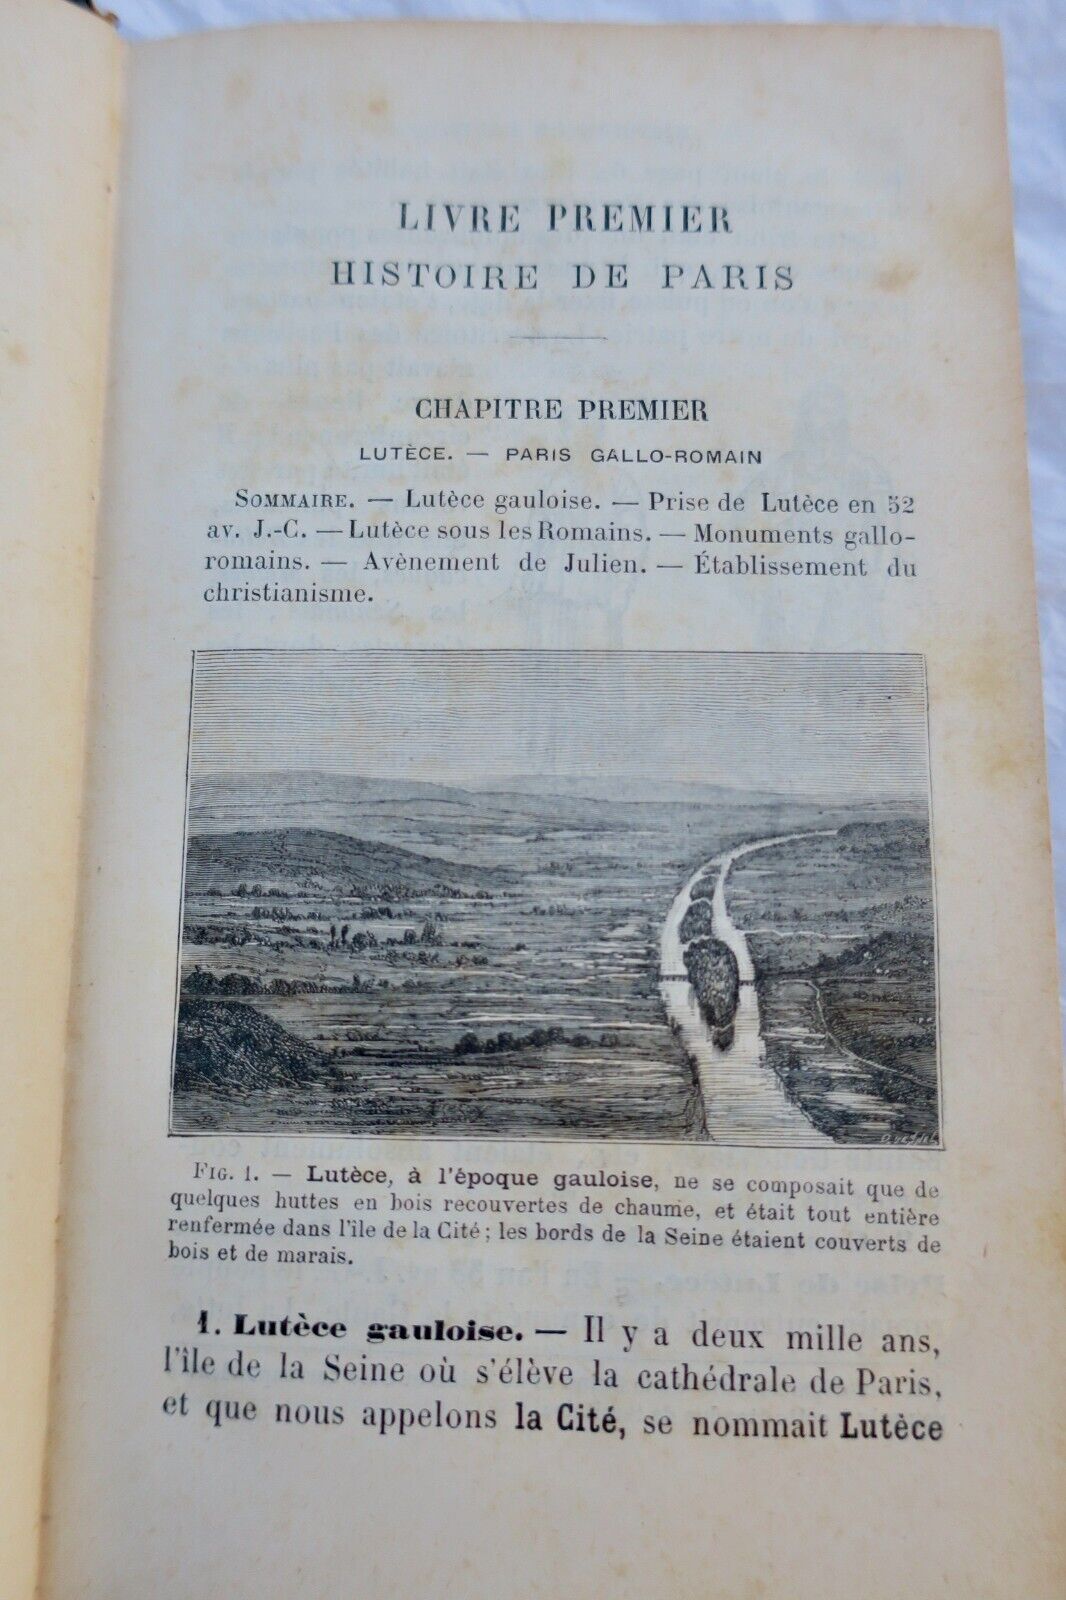 LIVRE PREMIER
HISTOIRE DE PARIS
CHAPITRE PREMIER
LUTÈCE. — PARIS GALLO-ROMAIN
SOMMAIRE. — Lutèce gauloise. — Prise de Lutèce en 52
av. J.-C. — Lutèce sous les Romains. — Monuments gallo-
romains. — Avènement de Julien. — Établissement du
christianisme.
FIG. 1. — Lutèce, à l'époque gauloise, ne se composait que de
quelques huttes en bois recouvertes de chaume, et était tout entière
renfermée dans l'île de la Cité; les bords de la Seine étaient couverts de
bois et de marais.
1. Lutèce gauloise. — Il y a deux mille ans,
l'île de la Seine où s'élève la cathédrale de Paris,
et que nous appelons la Cité, se nommait Lutèce